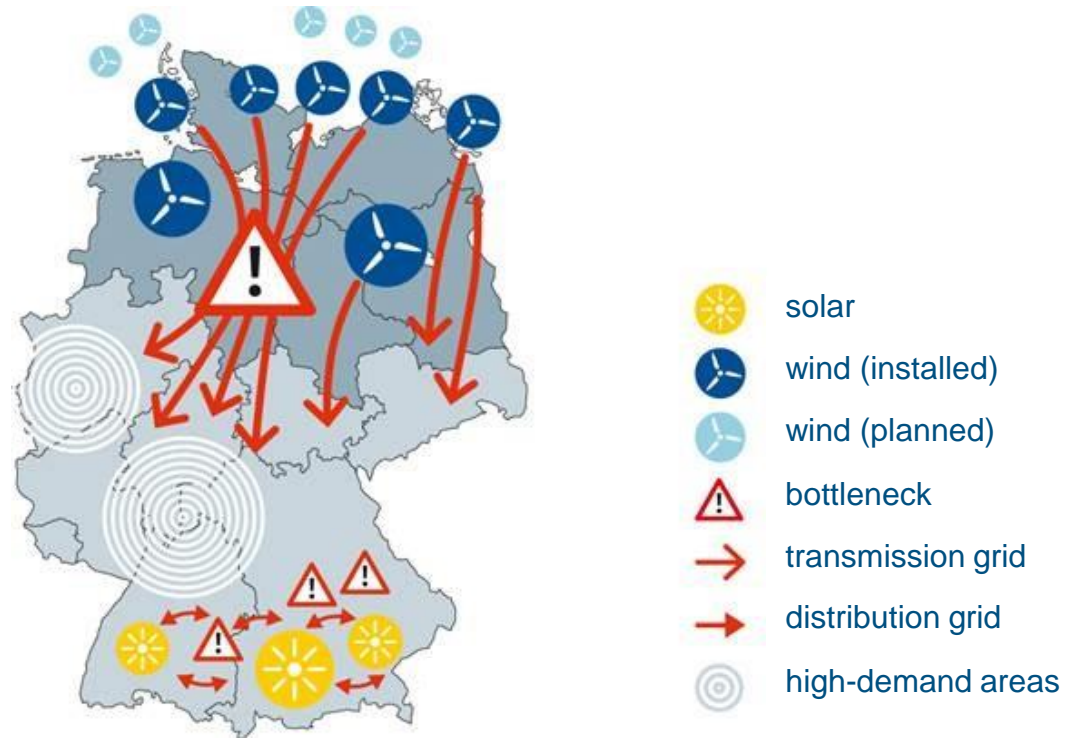 solar
wind (installed)
wind (planned)
bottleneck
transmission grid
distribution grid
high-demand areas